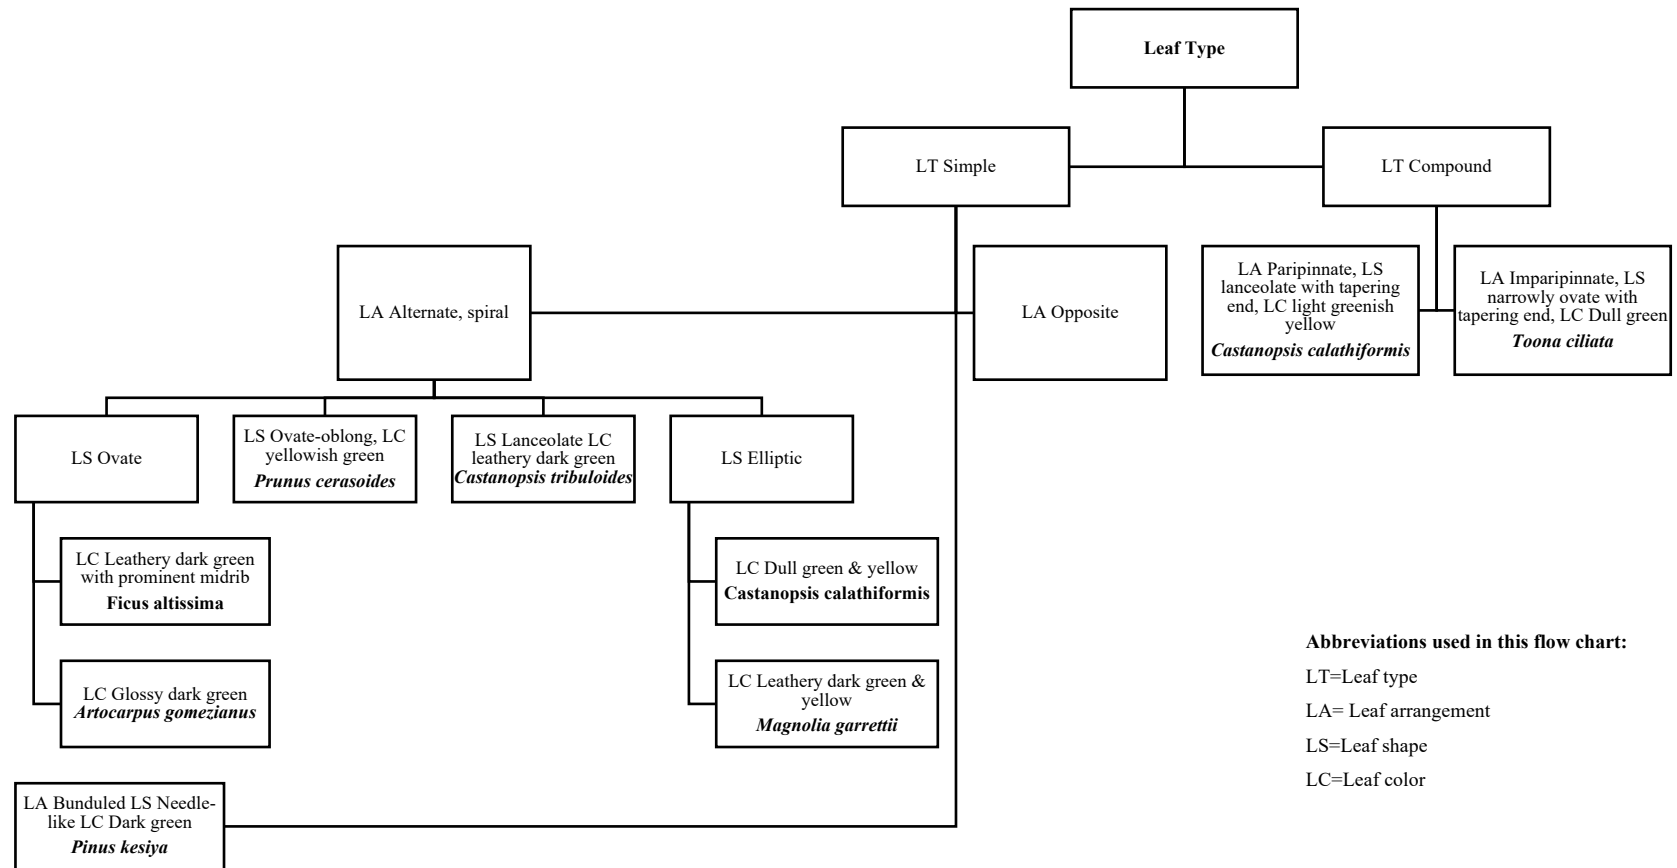 Leaf Type
LT Simple
LT Compound
LA Alternate, spiral
LA Opposite
LA Paripinnate, LS
lanceolate with tapering
end, LC light greenish
yellow
Castanopsis calathiformis
LA Imparipinnate, LS
narrowly ovate with
tapering end, LC Dull green
Toona ciliata
LS Ovate
LS Ovate-oblong, LC
yellowish green
Prunus cerasoides
LS Lanceolate LC
leathery dark green
Castanopsis tribuloides
LS Elliptic
LC Leathery dark green
with prominent midrib
Ficus altissima
LC Glossy dark green
Artocarpus gomezianus
LC Dull green & yellow
Castanopsis calathiformis
LC Leathery dark green &
yellow
Magnolia garrettii
LA Bunduled LS Needle-
like LC Dark green
Pinus kesiya
Abbreviations used in this flow chart:
LT=Leaf type
LA= Leaf arrangement
LS=Leaf shape
LC=Leaf color